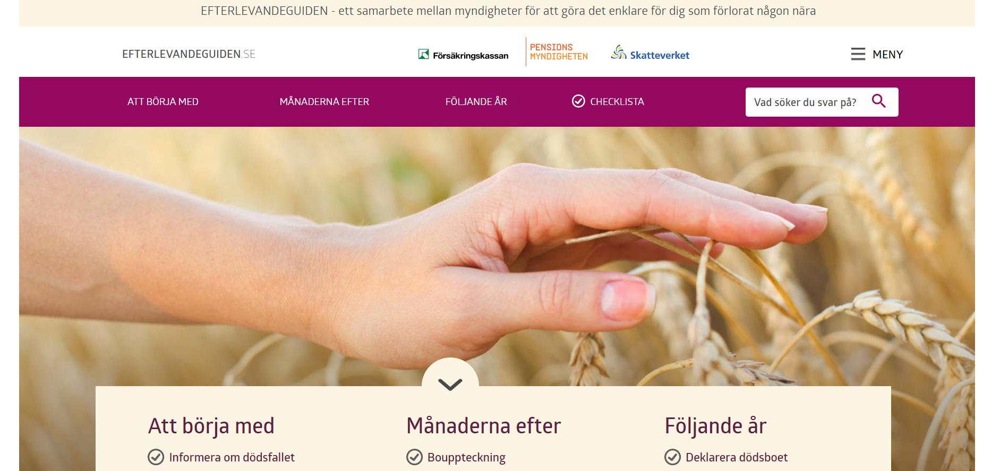 EFTERLEVANDEGUIDEN - ett samarbete mellan myndigheter för att göra det enklare för dig som förlorat någon nära
EFTERLEVANDEGUIDEN.SE
Försäkringskassan
PENSIONS
MYNDIGHETEN
Skatteverket
MENY
ATT BÖRJA MED
MÅNADERNA EFTER
FÖLJANDE ÅR
CHECKLISTA
Vad söker du svar på?
Att börja med
Månaderna efter
Följande år
Informera om dödsfallet
Bouppteckning
Deklarera dödsboet